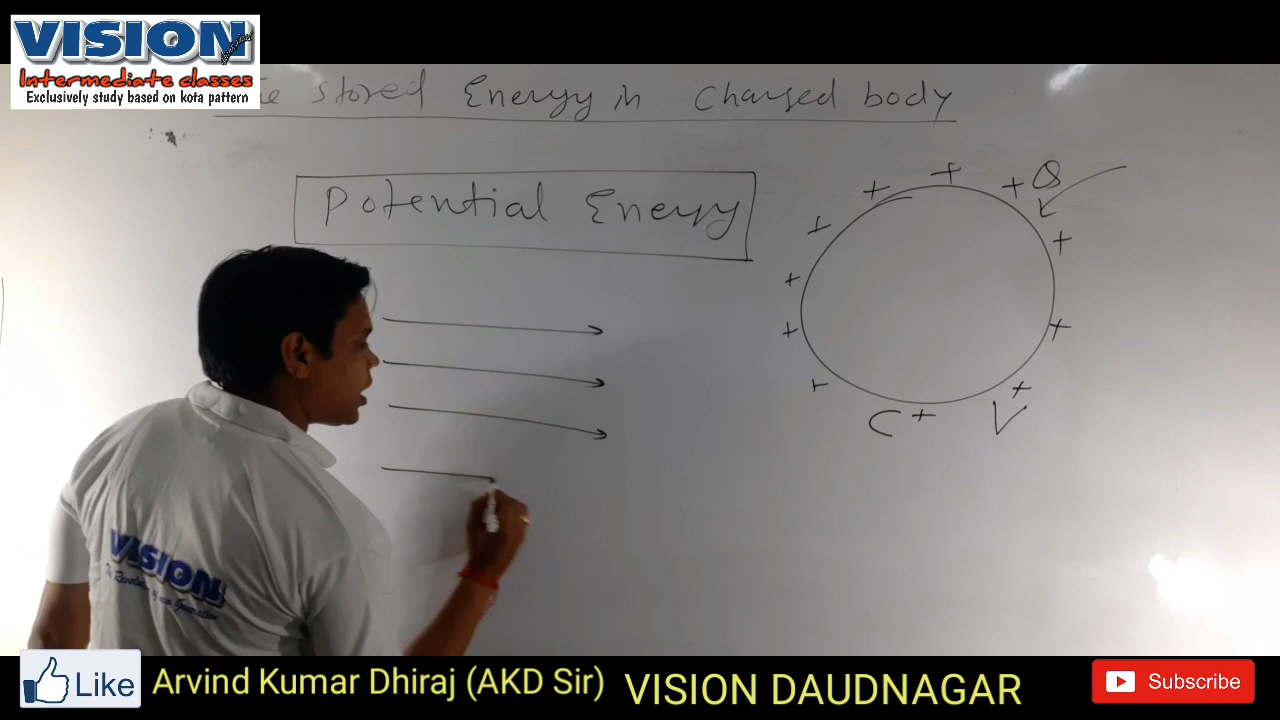 VISION
Intermediate classes
Exclusively study based on kota pattern
stored Energy in Charged body
Potential Energy
+ + + Q
+ +
+ +
+ +
+ +
C + V
VISION
Like
Arvind Kumar Dhiraj (AKD Sir)
VISION DAUDNAGAR
Subscribe